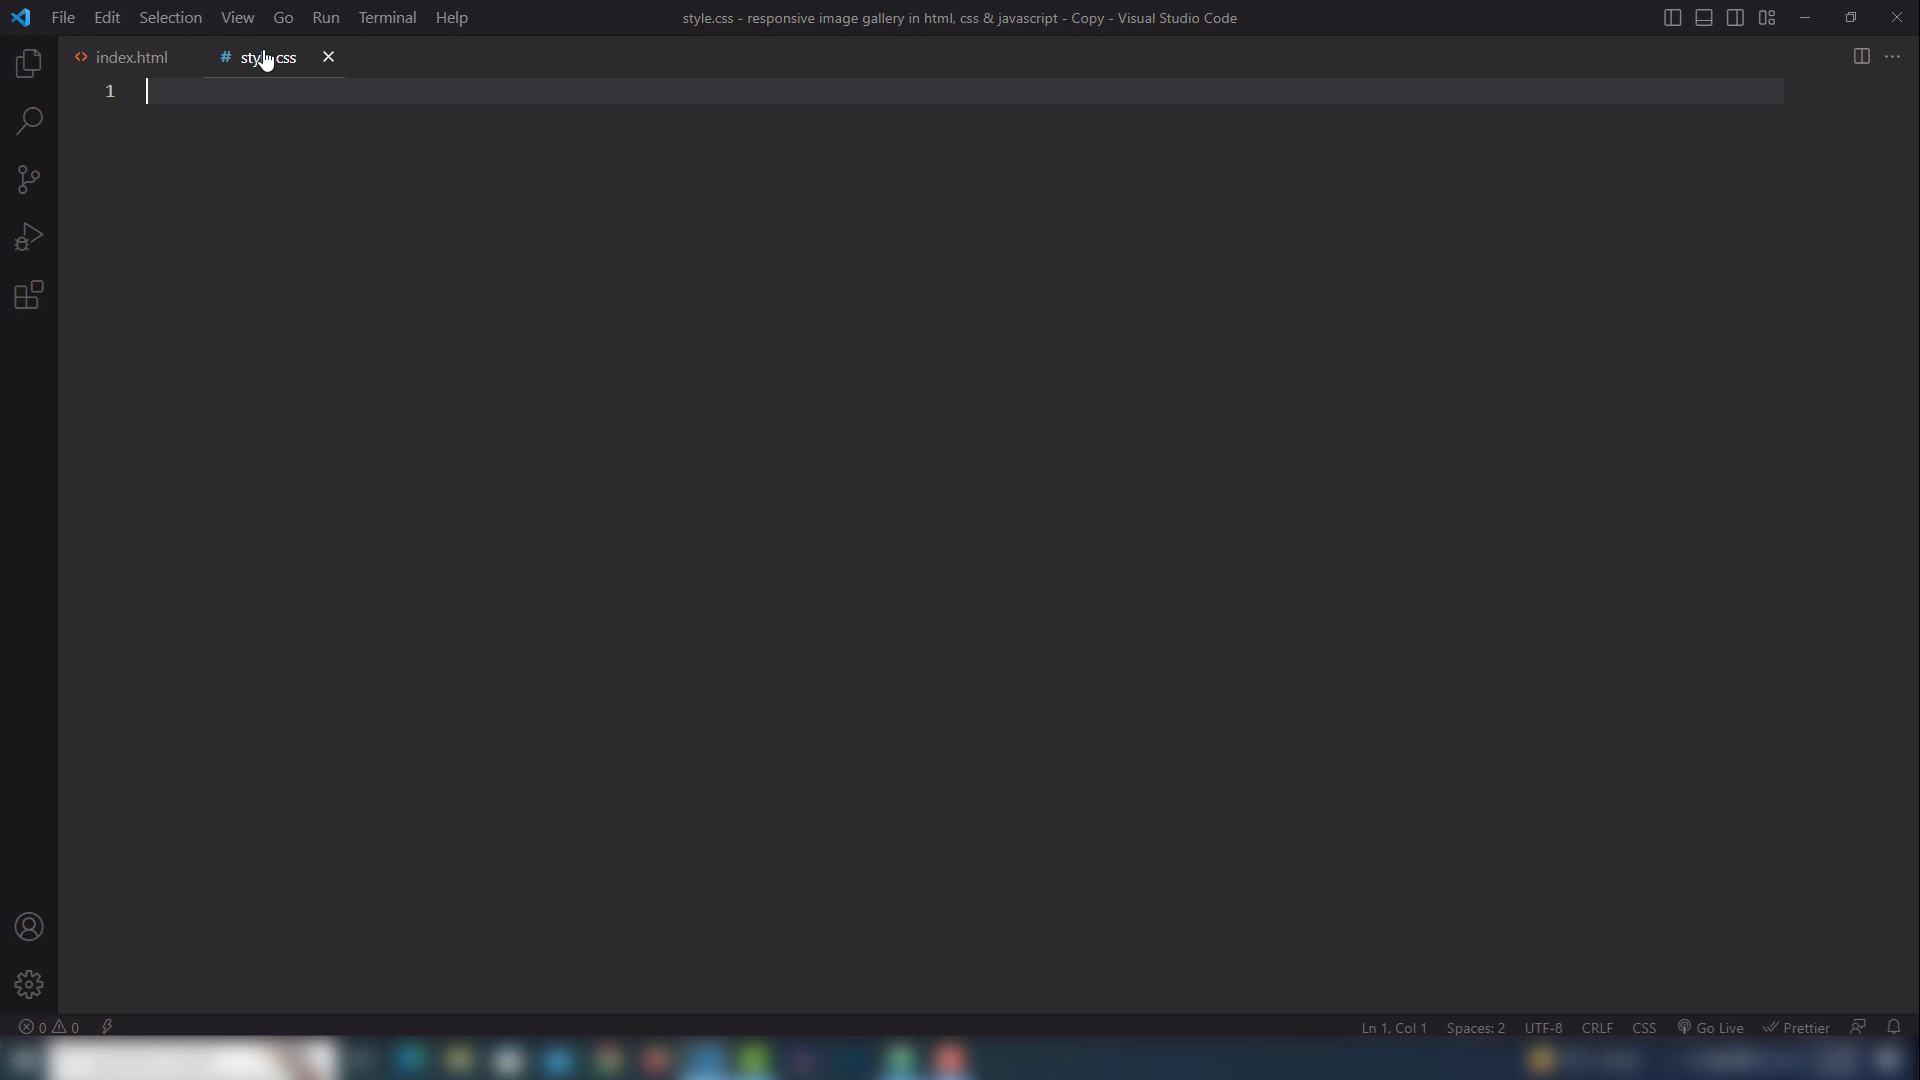 File Edit Selection View Go Run Terminal Help
style.css - responsive image gallery in html, css & javascript - Copy - Visual Studio Code
<> index.html # style.css
1
0 0
Ln 1, Col 1 Spaces: 2 UTF-8 CRLF CSS Go Live Prettier